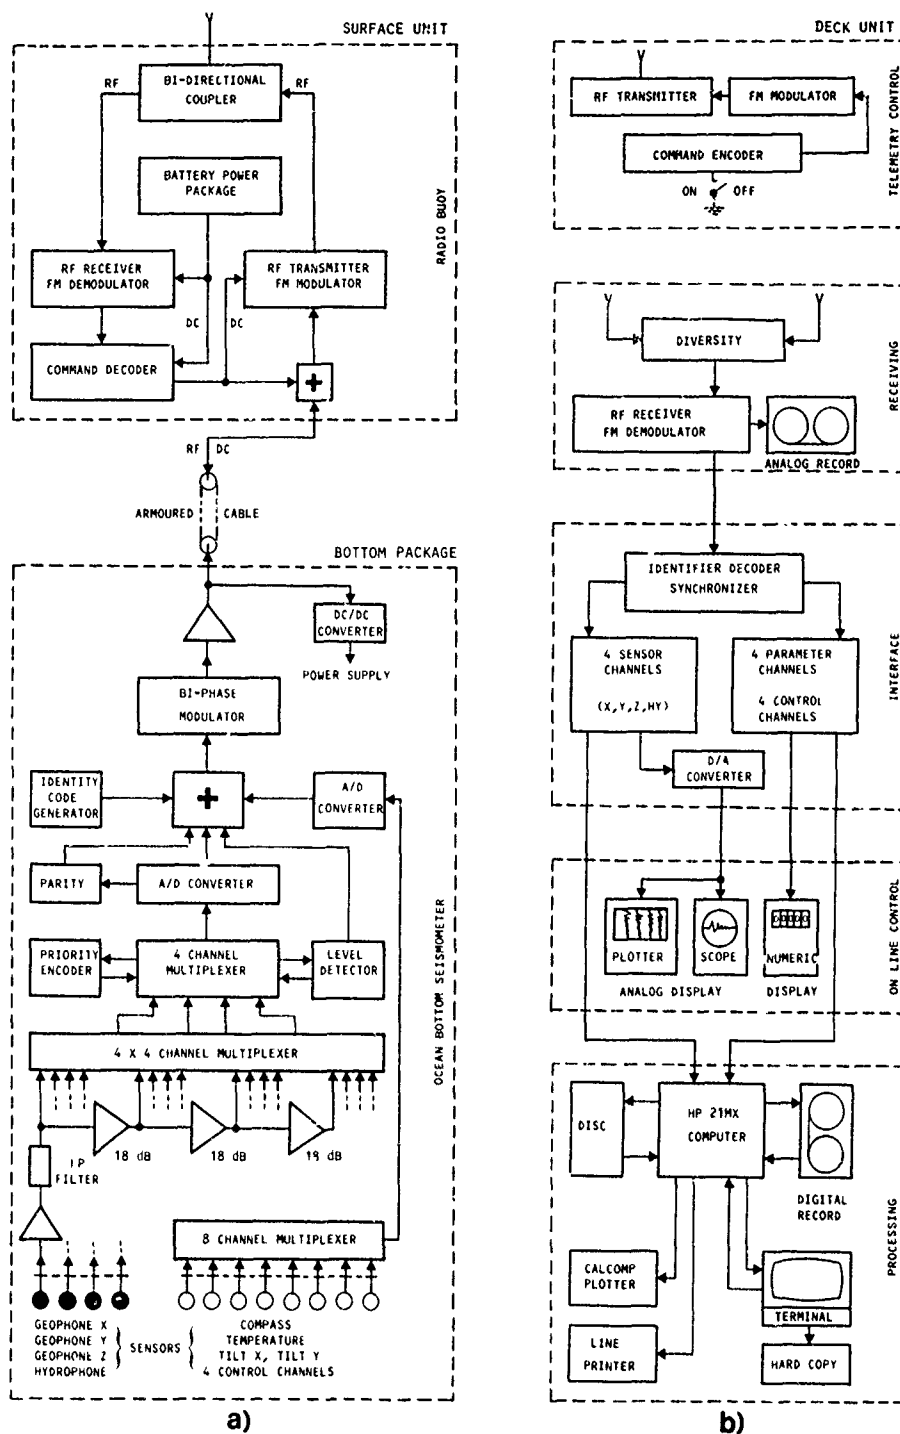 SURFACE UNIT
BI-DIRECTIONAL
COUPLER
RF
RF
BATTERY POWER
PACKAGE
RF RECEIVER
FM DEMODULATOR
RF TRANSMITTER
FM MODULATOR
DC
DC
COMMAND DECODER
+
RADIO BUOY
RF
DC
ARMOURED
CABLE
BOTTOM PACKAGE
DC/DC
CONVERTER
POWER SUPPLY
BI-PHASE
MODULATOR
IDENTITY
CODE
GENERATOR
+
A/D
CONVERTER
PARITY
A/D CONVERTER
PRIORITY
ENCODER
4 CHANNEL
MULTIPLEXER
LEVEL
DETECTOR
4 X 4 CHANNEL MULTIPLEXER
18 dB
18 dB
18 dB
LP
FILTER
8 CHANNEL MULTIPLEXER
GEOPHONE X
GEOPHONE Y
GEOPHONE Z
HYDROPHONE
SENSORS
COMPASS
TEMPERATURE
TILT X, TILT Y
4 CONTROL CHANNELS
OCEAN BOTTOM SEISMOMETER
a)
DECK UNIT
RF TRANSMITTER
FM MODULATOR
COMMAND ENCODER
ON
OFF
TELEMETRY CONTROL
DIVERSITY
RF RECEIVER
FM DEMODULATOR
ANALOG RECORD
RECEIVING
IDENTIFIER DECODER
SYNCHRONIZER
4 SENSOR
CHANNELS
(X,Y,Z,HY)
4 PARAMETER
CHANNELS
4 CONTROL
CHANNELS
D/A
CONVERTER
INTERFACE
PLOTTER
SCOPE
00000
NUMERIC
ANALOG DISPLAY
DISPLAY
ON LINE CONTROL
DISC
HP 21MX
COMPUTER
DIGITAL
RECORD
CALCOMP
PLOTTER
TERMINAL
LINE
PRINTER
HARD COPY
PROCESSING
b)